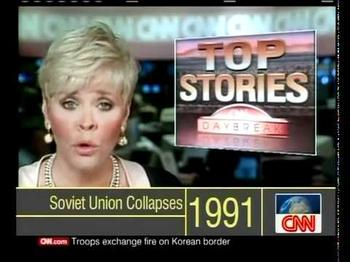 TOP
STORIES
DAYBREAK
Soviet Union Collapses
1991
CNN
CNN.com Troops exchange fire on Korean border